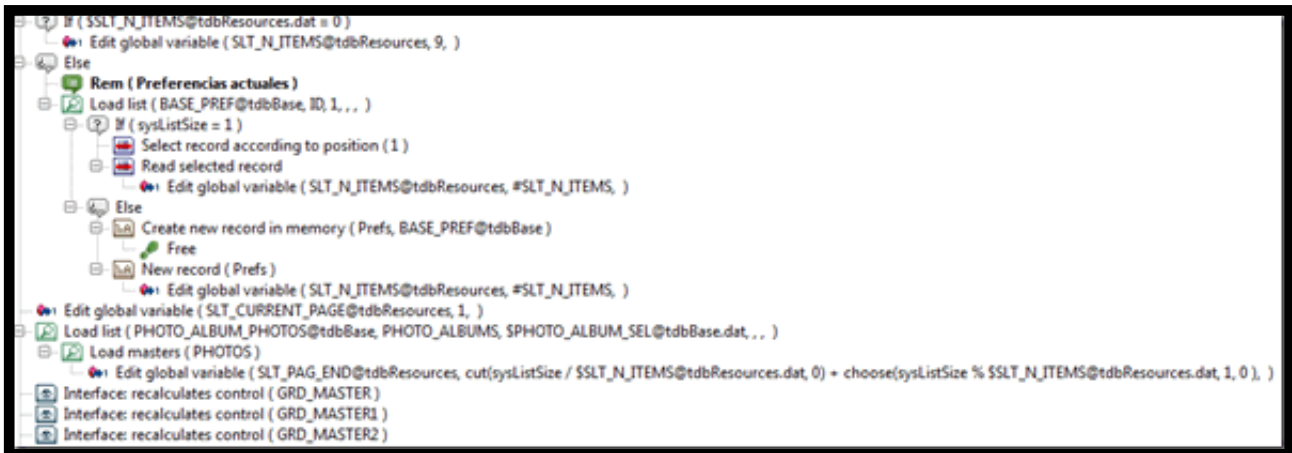 If ( $SLT_N_ITEMS@tdbResources.dat = 0 )
Edit global variable ( SLT_N_ITEMS@tdbResources, 9, )
Else
Rem ( Preferencias actuales )
Load list ( BASE_PREF@tdbBase, ID, 1, , , )
If ( sysListSize = 1 )
Select record according to position ( 1 )
Read selected record
Edit global variable ( SLT_N_ITEMS@tdbResources, #SLT_N_ITEMS, )
Else
Create new record in memory ( Prefs, BASE_PREF@tdbBase )
Free
New record ( Prefs )
Edit global variable ( SLT_N_ITEMS@tdbResources, #SLT_N_ITEMS, )
Edit global variable ( SLT_CURRENT_PAGE@tdbResources, 1, )
Load list ( PHOTO_ALBUM_PHOTOS@tdbBase, PHOTO_ALBUMS, $PHOTO_ALBUM_SEL@tdbBase.dat, , , )
Load masters ( PHOTOS )
Edit global variable ( SLT_PAG_END@tdbResources, cut(sysListSize / $SLT_N_ITEMS@tdbResources.dat, 0) + choose(sysListSize % $SLT_N_ITEMS@tdbResources.dat, 1, 0 ), )
Interface: recalculates control ( GRD_MASTER )
Interface: recalculates control ( GRD_MASTER1 )
Interface: recalculates control ( GRD_MASTER2 )